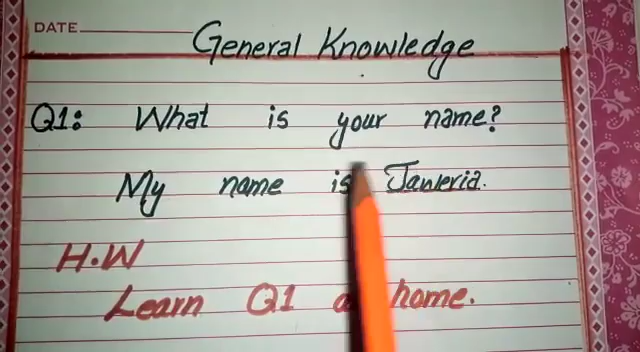 DATE
General Knowledge
Q1: What is your name?
My name is Jaweria.
H.W
Learn Q1 a home.